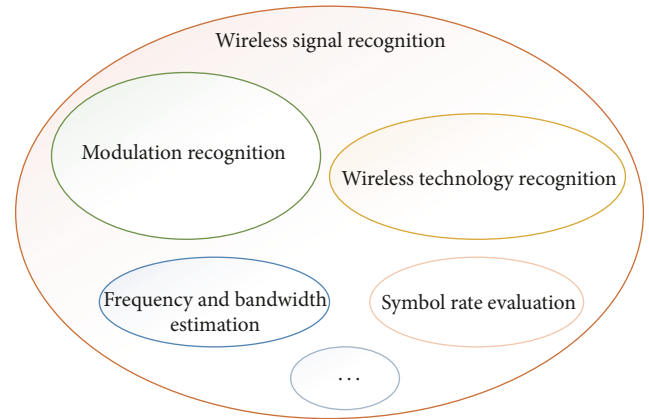 Wireless signal recognition
Modulation recognition
Wireless technology recognition
Frequency and bandwidth
estimation
Symbol rate evaluation
...